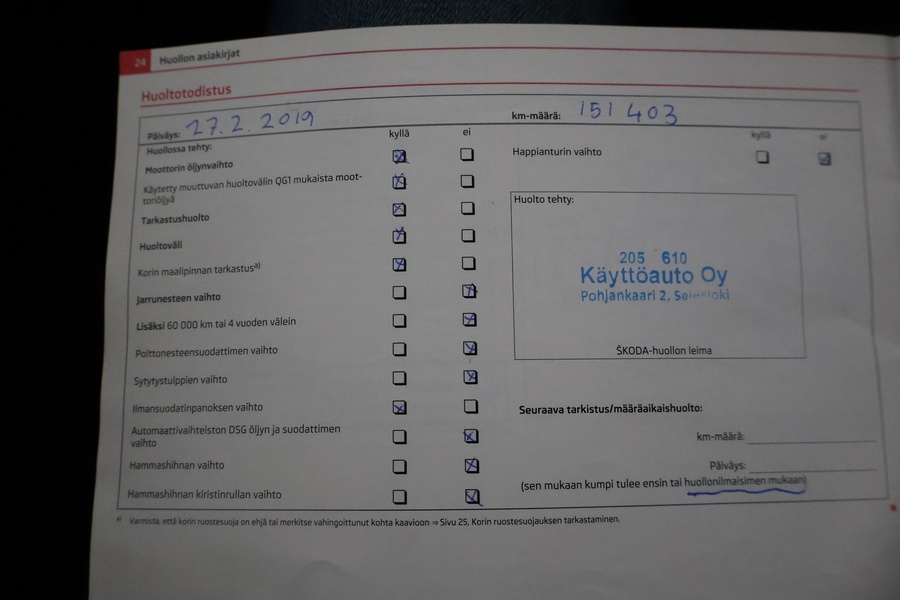 24 Huollon asiakirjat
Huoltotodistus
Päiväys: 27.2.2019
km-määrä: 151 403
Huollossa tehty:
kyllä ei
Moottorin öljynvaihto
Käytetty muuttuvan huoltovälin QG1 mukaista moot-
toriöljyä
Tarkastushuolto
Huoltoväli
Korin maalipinnan tarkastus a)
Jarrunesteen vaihto
Lisäksi 60 000 km tai 4 vuoden välein
Polttonesteensuodattimen vaihto
Sytytystulppien vaihto
Ilmansuodatinpanoksen vaihto
Automaattivaihteiston DSG öljyn ja suodattimen
vaihto
Hammashihnan vaihto
Hammashihnan kiristinrullan vaihto
kyllä ei
Happianturin vaihto
Huolto tehty:
205 610
Käyttöauto Oy
Pohjankaari 2,
ŠKODA-huollon leima
Seuraava tarkistus/määräaikaishuolto:
km-määrä:
Päiväys:
(sen mukaan kumpi tulee ensin tai huollonilmaisimen mukaan)
a) Varmista, että korin ruostesuoja on ehjä tai merkitse vahingoittunut kohta kaavioon ⇒ Sivu 25, Korin ruostesuojauksen tarkastaminen.